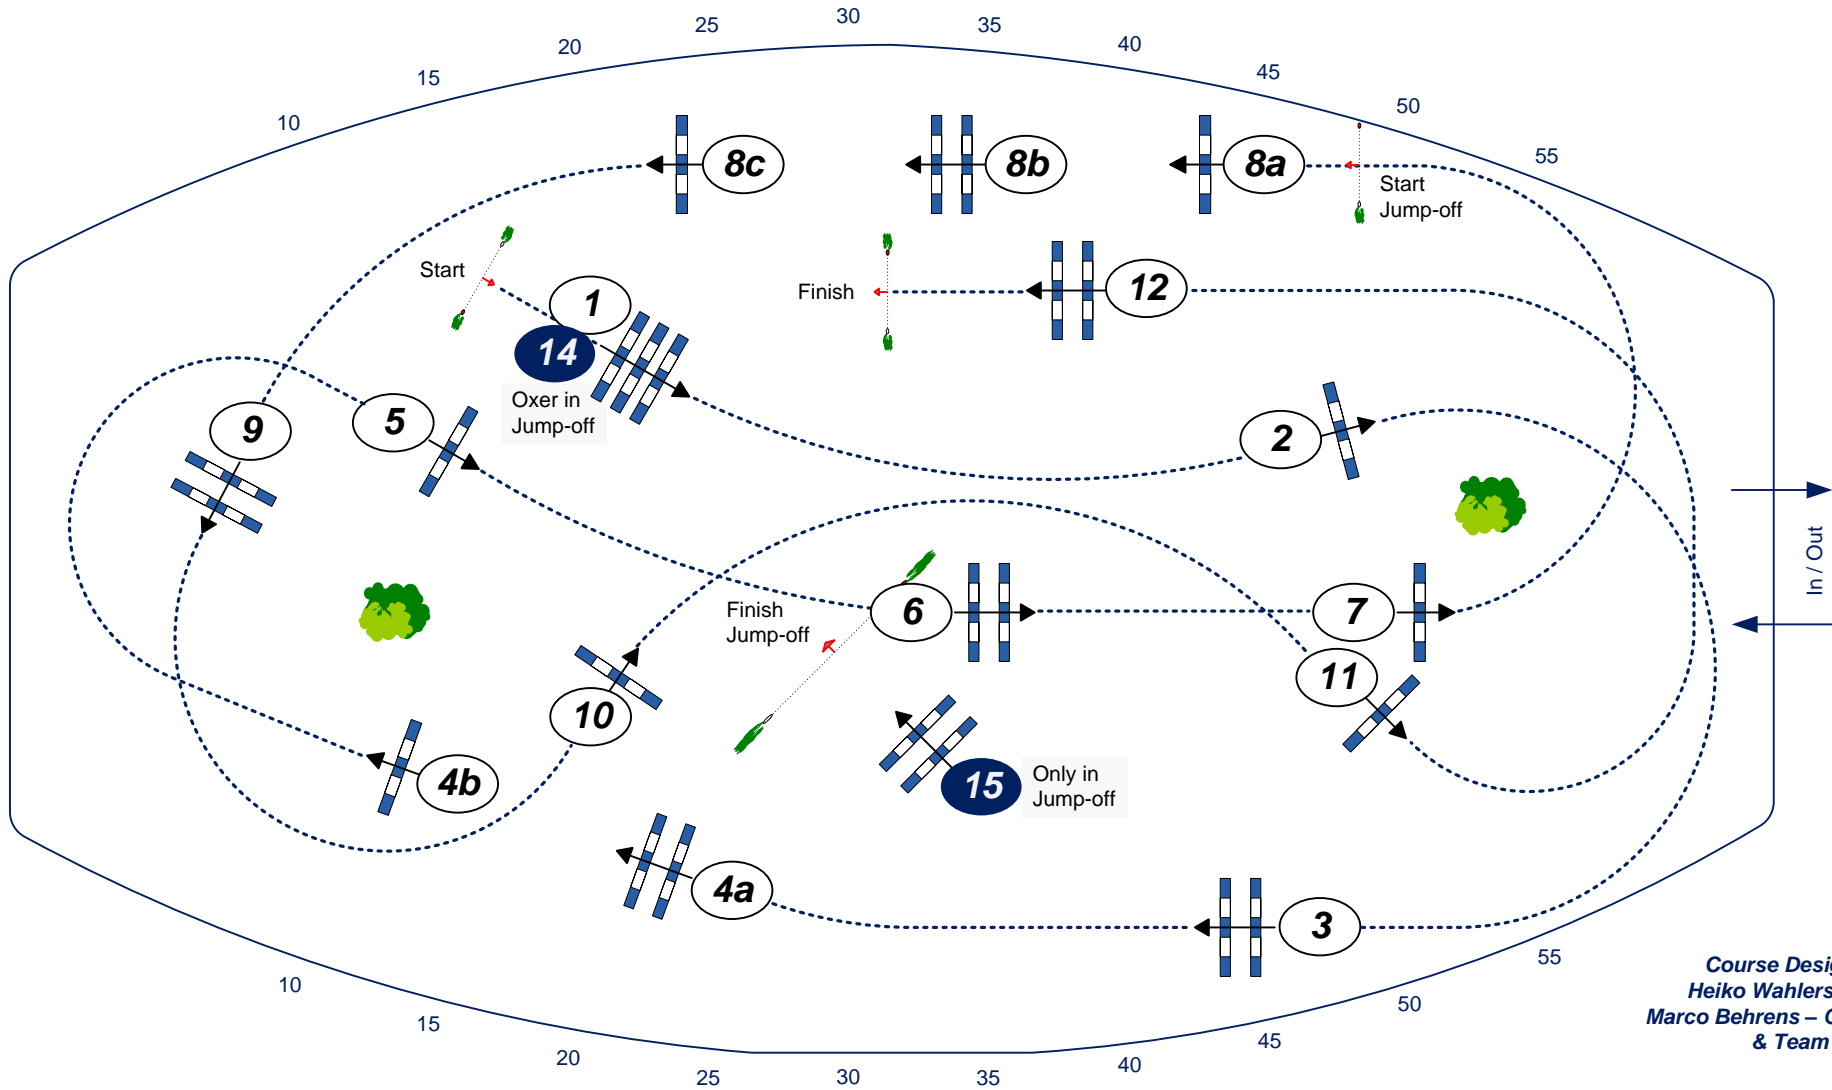 30
25
35
20
40
15
45
10
50
55
8c
8b
8a
Start
Jump-off
Start
1
Finish
12
14
Oxer in
Jump-off
9
5
2
In / Out
6
7
Finish
Jump-off
11
10
4b
15
Only in
Jump-off
4a
3
55
10
50
15
45
20
40
25
30
35
Course
Heiko Wahlers
Marco Behrens –
& Team